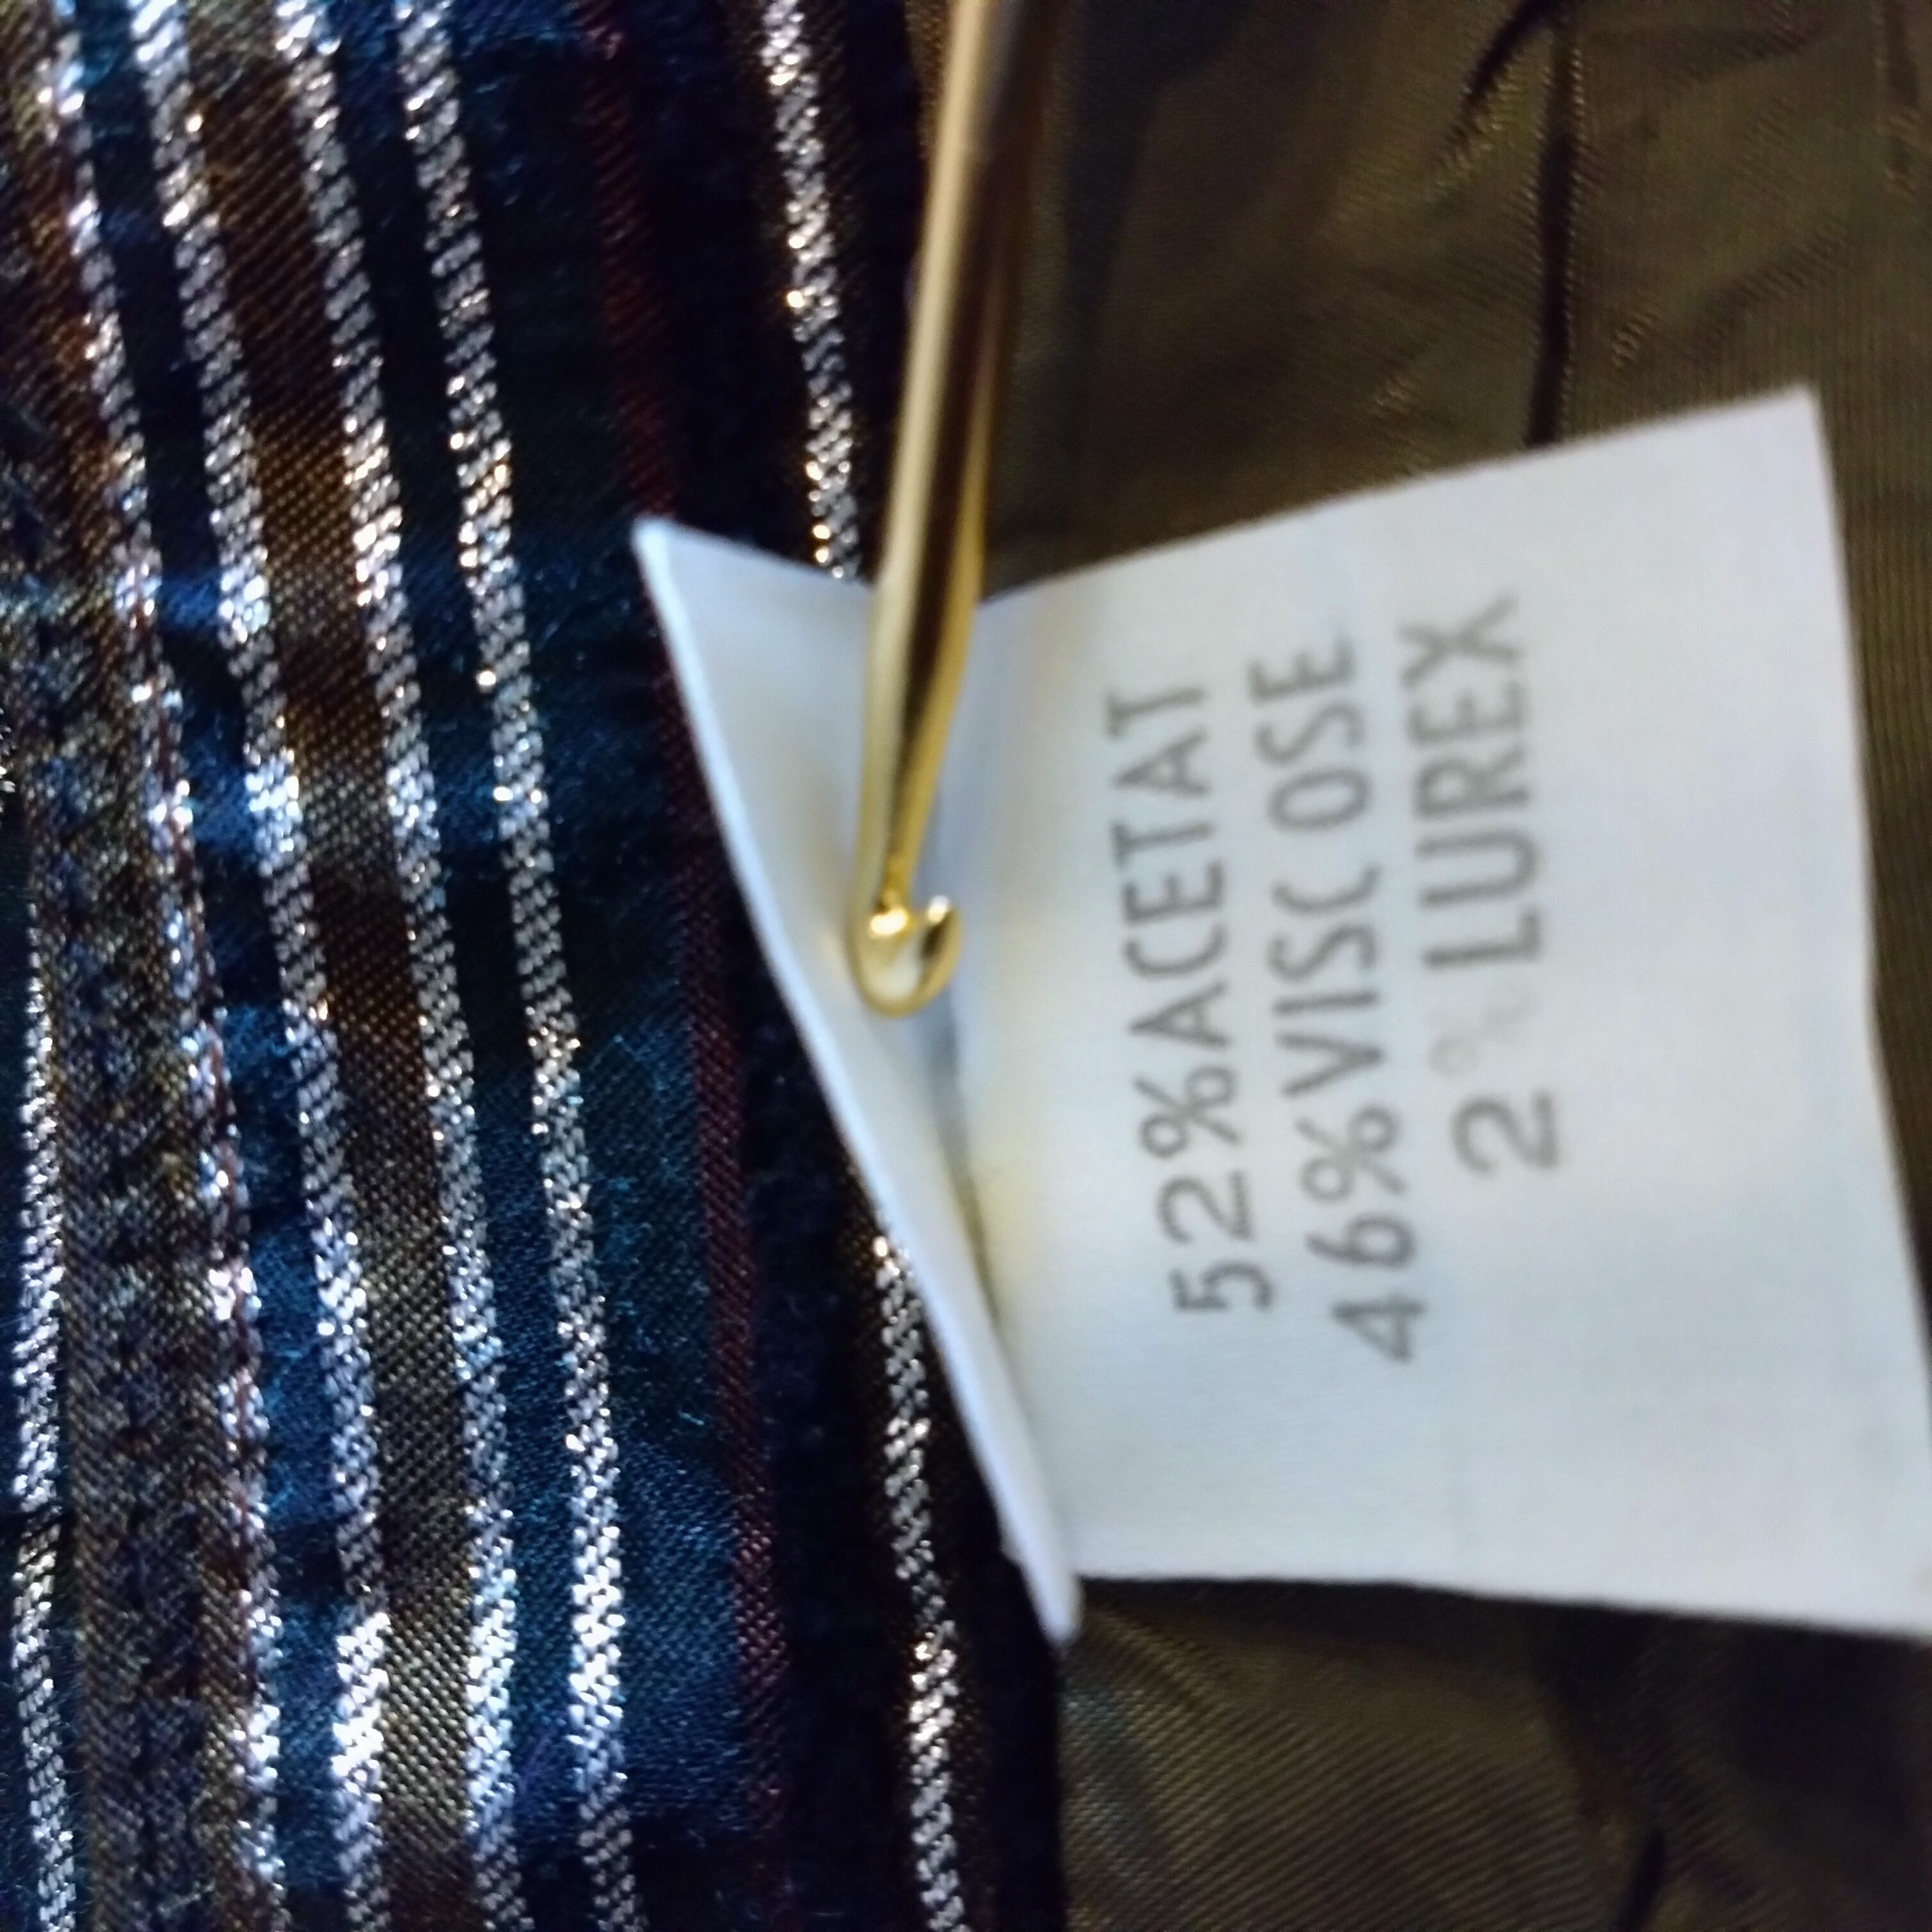 52%ACETAT
46%VISC OSE
2% LUREX